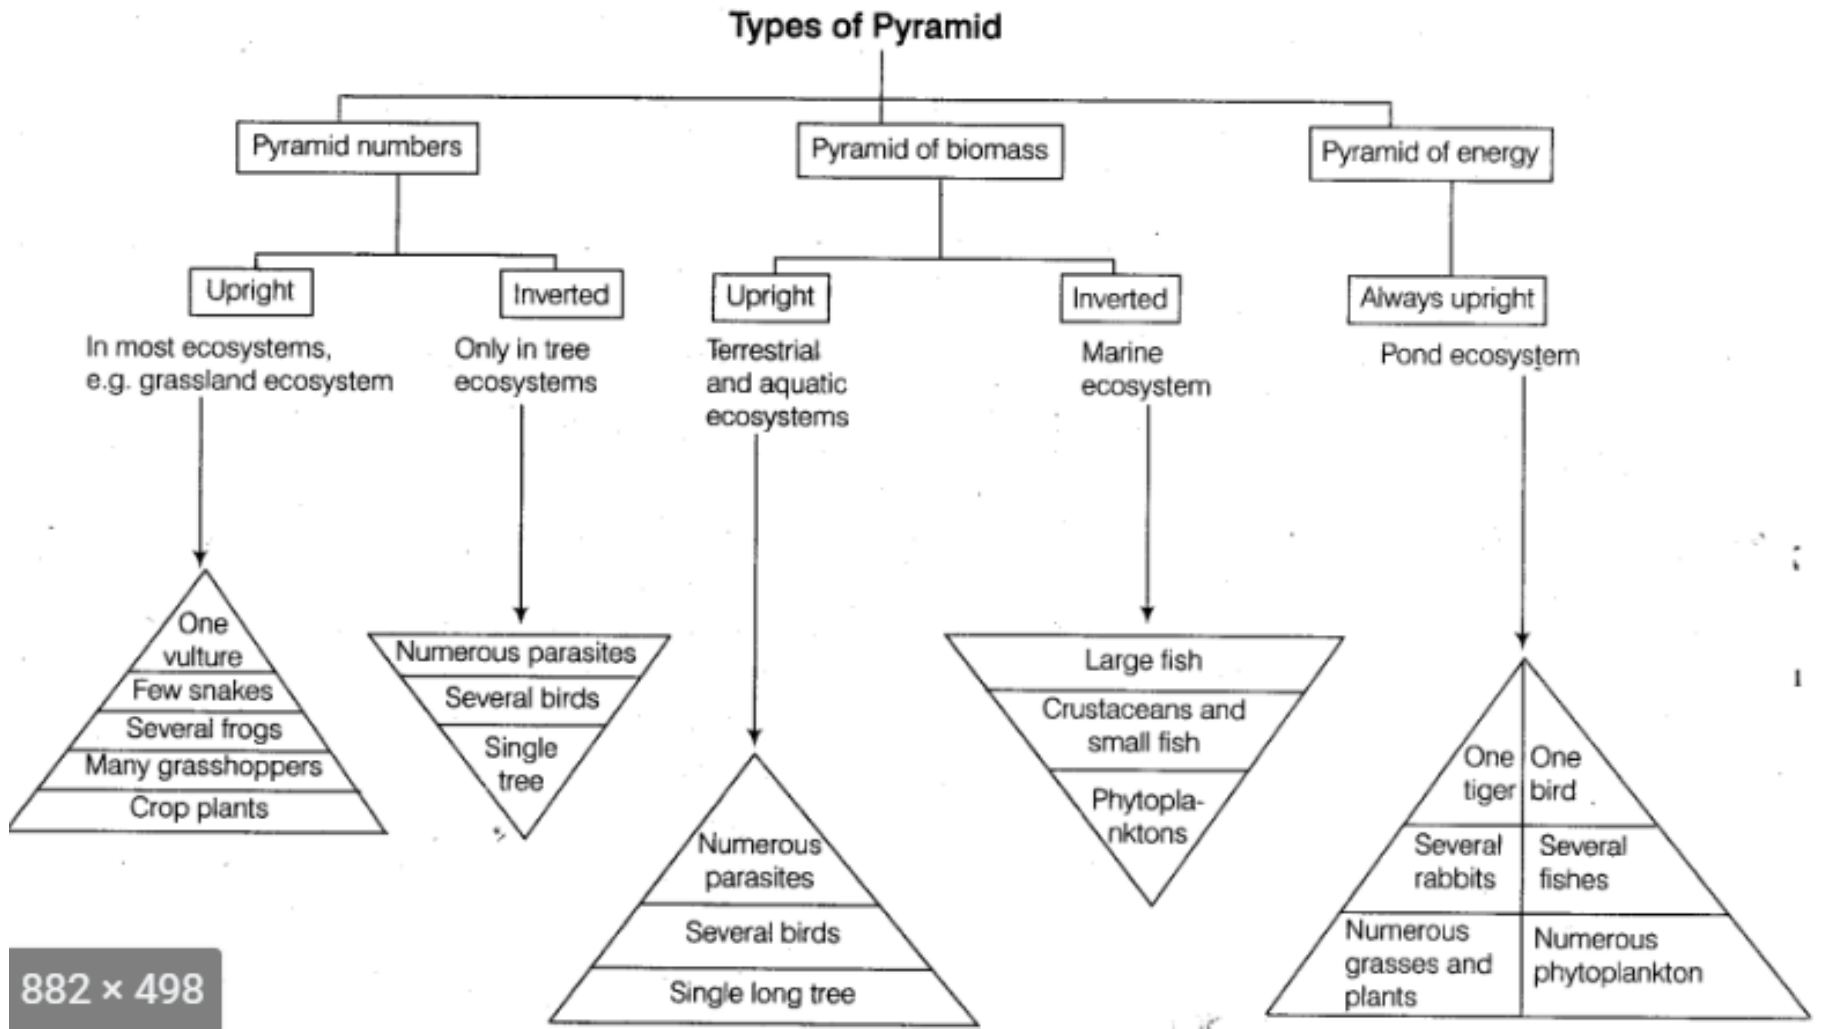 Types of Pyramid
Pyramid numbers
Pyramid of biomass
Pyramid of energy
Upright
Inverted
Upright
Inverted
Always upright
In most ecosystems,
e.g. grassland ecosystem
Only in tree
ecosystems
Terrestrial
and aquatic
ecosystems
Marine
ecosystem
Pond ecosystem
One
vulture
Few snakes
Several frogs
Many grasshoppers
Crop plants
Numerous parasites
Several birds
Single
tree
Numerous
parasites
Several birds
Single long tree
Large fish
Crustaceans and
small fish
Phytopla-
nktons
One
tiger
One
bird
Several
rabbits
Several
fishes
Numerous
grasses and
plants
Numerous
phytoplankton
882 × 498